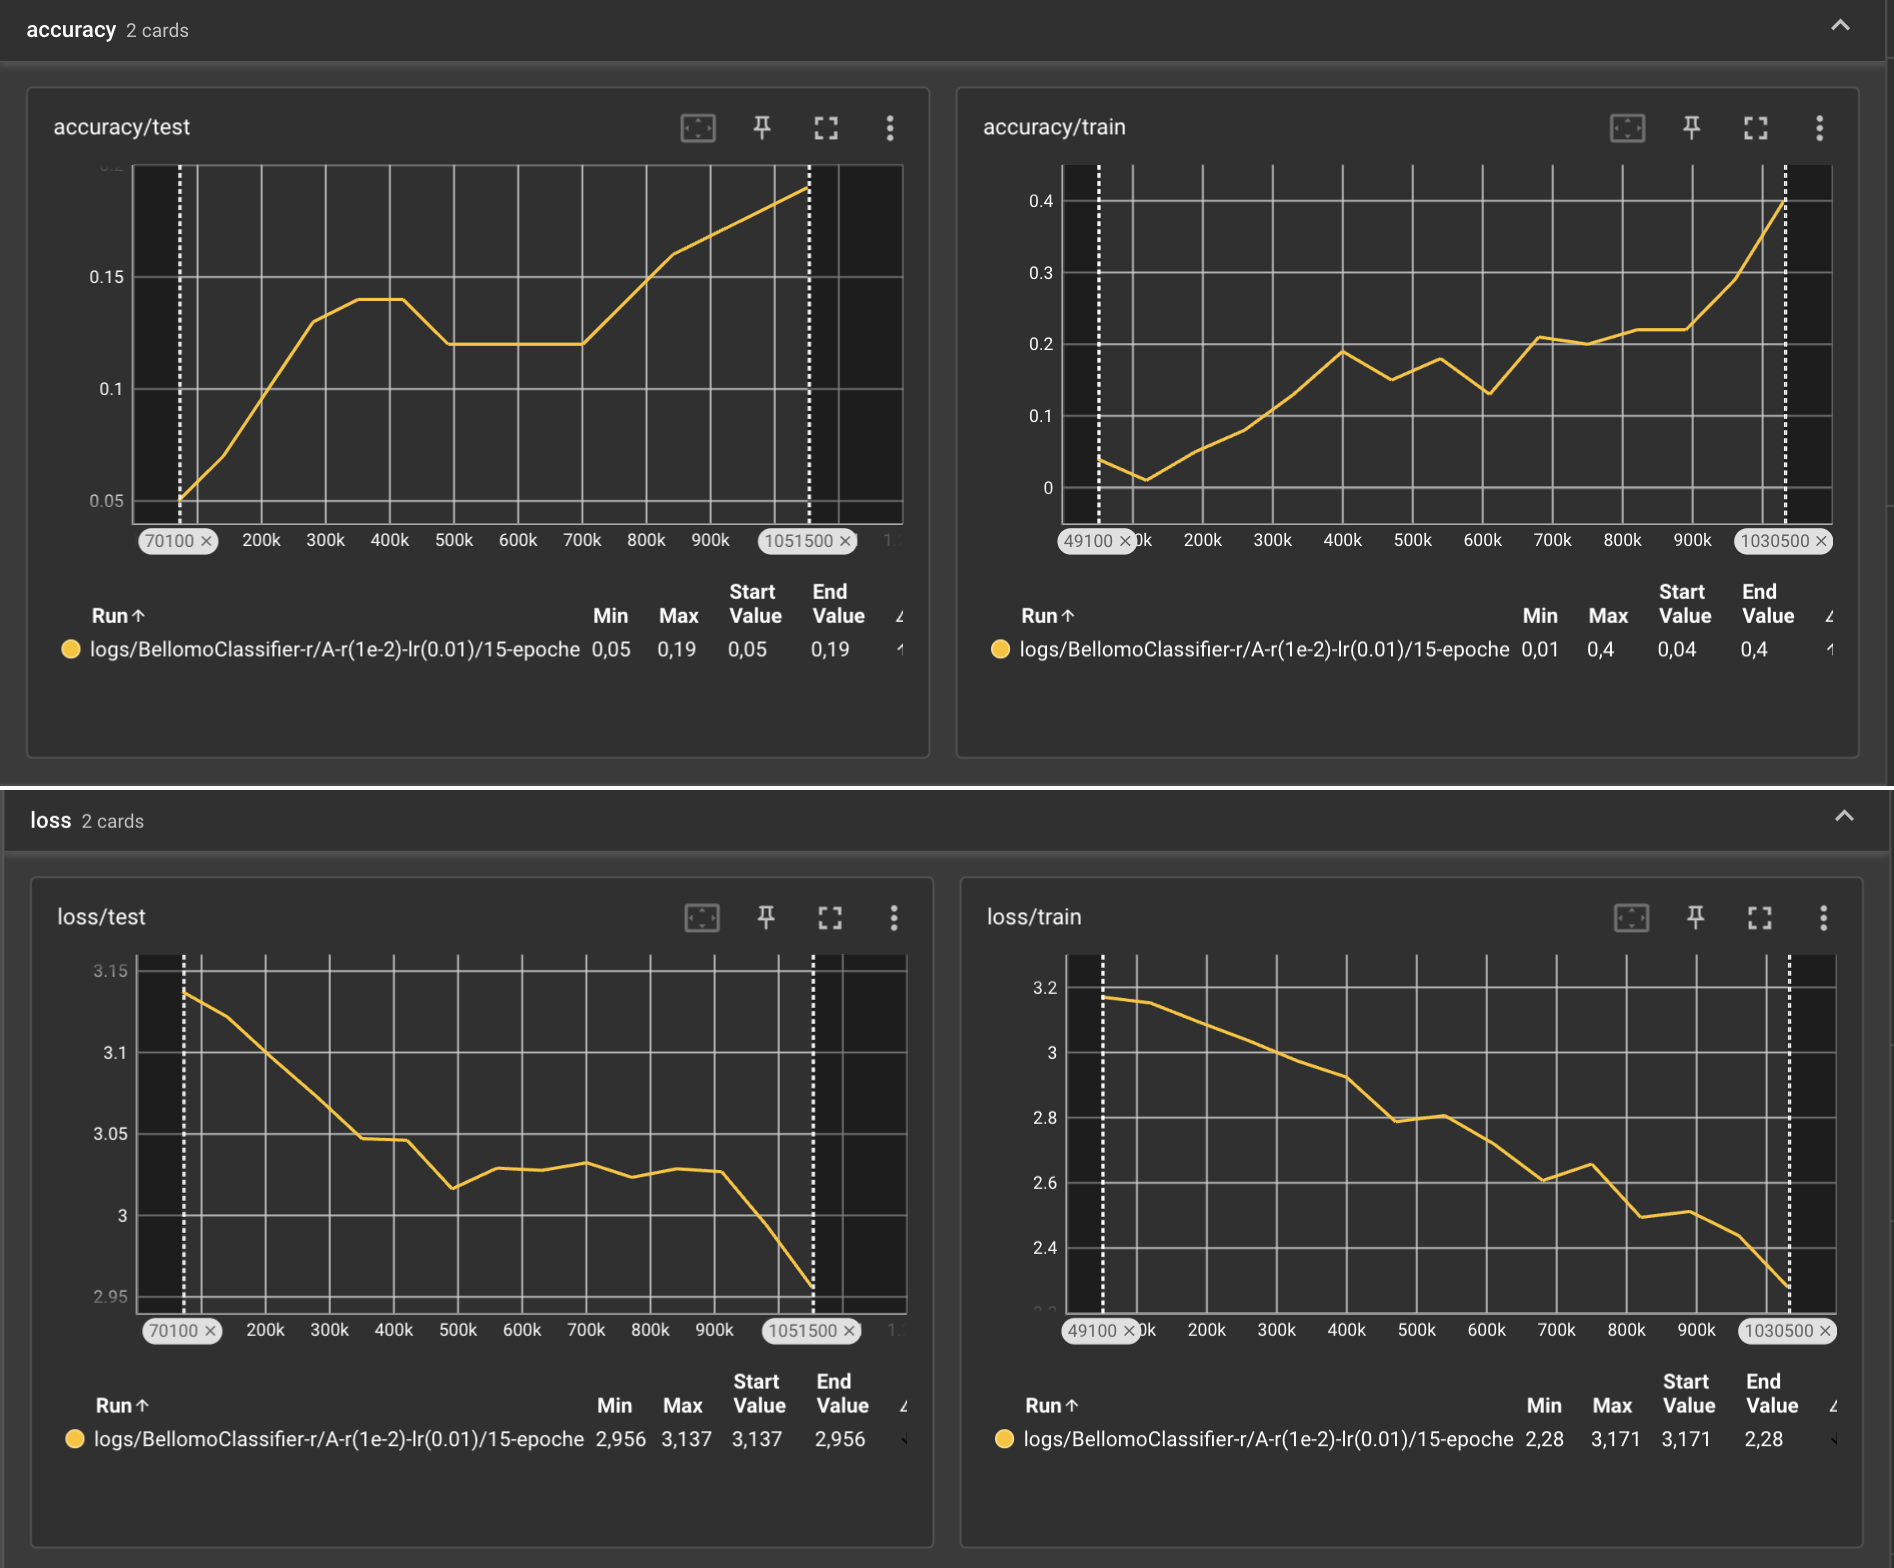 accuracy 2 cards
accuracy/test
0.15
0.1
0.05
70100 × 200k 300k 400k 500k 600k 700k 800k 900k 1051500 ×
Run↑ Min Max Start Value End Value
logs/BellomoClassifier-r/A-r(1e-2)-lr(0.01)/15-epoche 0,05 0,19 0,05 0,19
accuracy/train
0.4
0.3
0.2
0.1
0
49100 × 0k 200k 300k 400k 500k 600k 700k 800k 900k 1030500 ×
Run↑ Min Max Start Value End Value
logs/BellomoClassifier-r/A-r(1e-2)-lr(0.01)/15-epoche 0,01 0,4 0,04 0,4
loss 2 cards
loss/test
3.15
3.1
3.05
3
2.95
70100 × 200k 300k 400k 500k 600k 700k 800k 900k 1051500 ×
Run↑ Min Max Start Value End Value
logs/BellomoClassifier-r/A-r(1e-2)-lr(0.01)/15-epoche 2,956 3,137 3,137 2,956
loss/train
3.2
3
2.8
2.6
2.4
49100 × 0k 200k 300k 400k 500k 600k 700k 800k 900k 1030500 ×
Run↑ Min Max Start Value End Value
logs/BellomoClassifier-r/A-r(1e-2)-lr(0.01)/15-epoche 2,28 3,171 3,171 2,28